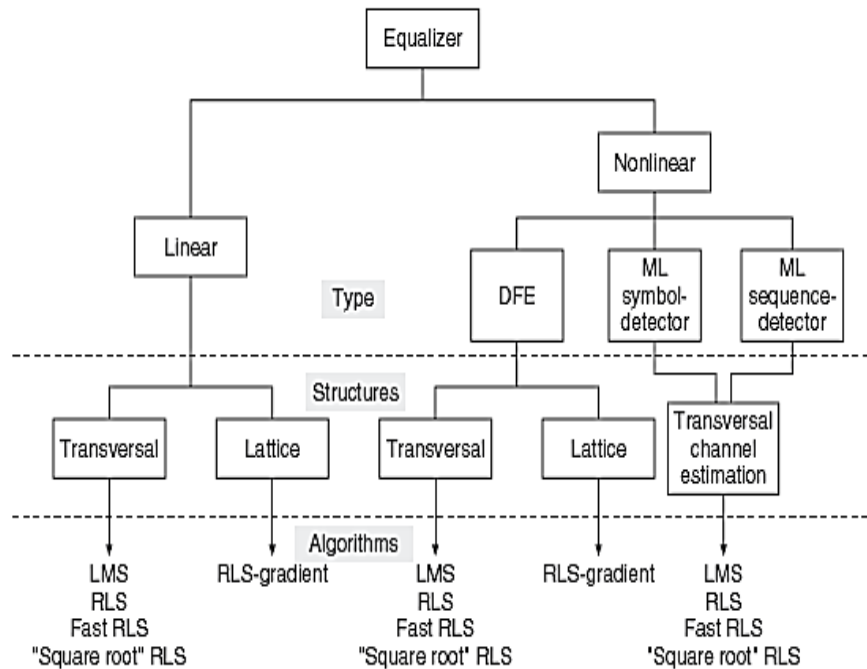 Equalizer
Nonlinear
Linear
Type
DFE
ML
symbol-
detector
ML
sequence-
detector
Structures
Transversal
Lattice
Transversal
Lattice
Transversal
channel
estimation
Algorithms
LMS
RLS
Fast RLS
"Square root" RLS
RLS-gradient
LMS
RLS
Fast RLS
"Square root" RLS
RLS-gradient
LMS
RLS
Fast RLS
"Square root" RLS